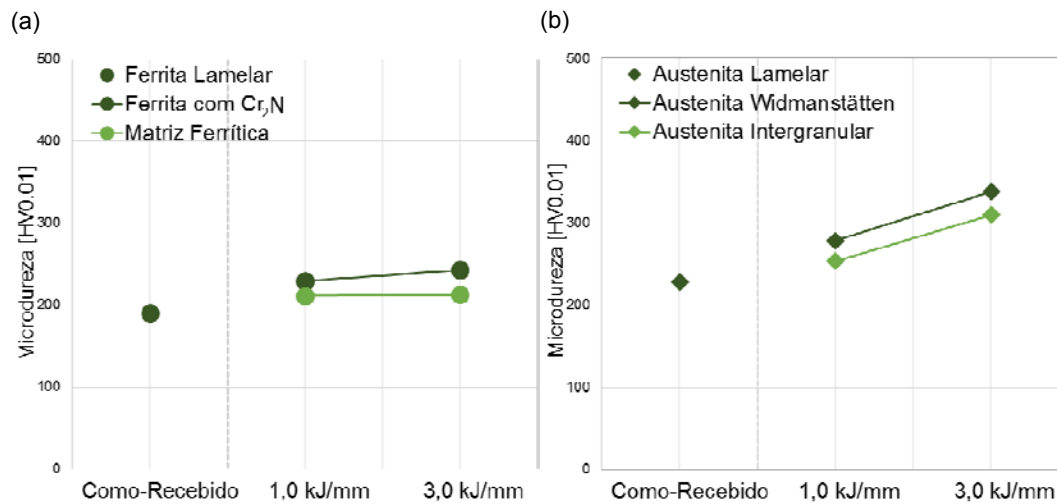 (a)
Microdureza [HV0.01]
500
400
300
200
100
0
Ferrita Lamelar
Ferrita com Cr₂N
Matriz Ferrítica
Como-Recebido
1,0 kJ/mm
3,0 kJ/mm
(b)
Microdureza [HV0.01]
500
400
300
200
100
0
Austenita Lamelar
Austenita Widmanstätten
Austenita Intergranular
Como-Recebido
1,0 kJ/mm
3,0 kJ/mm